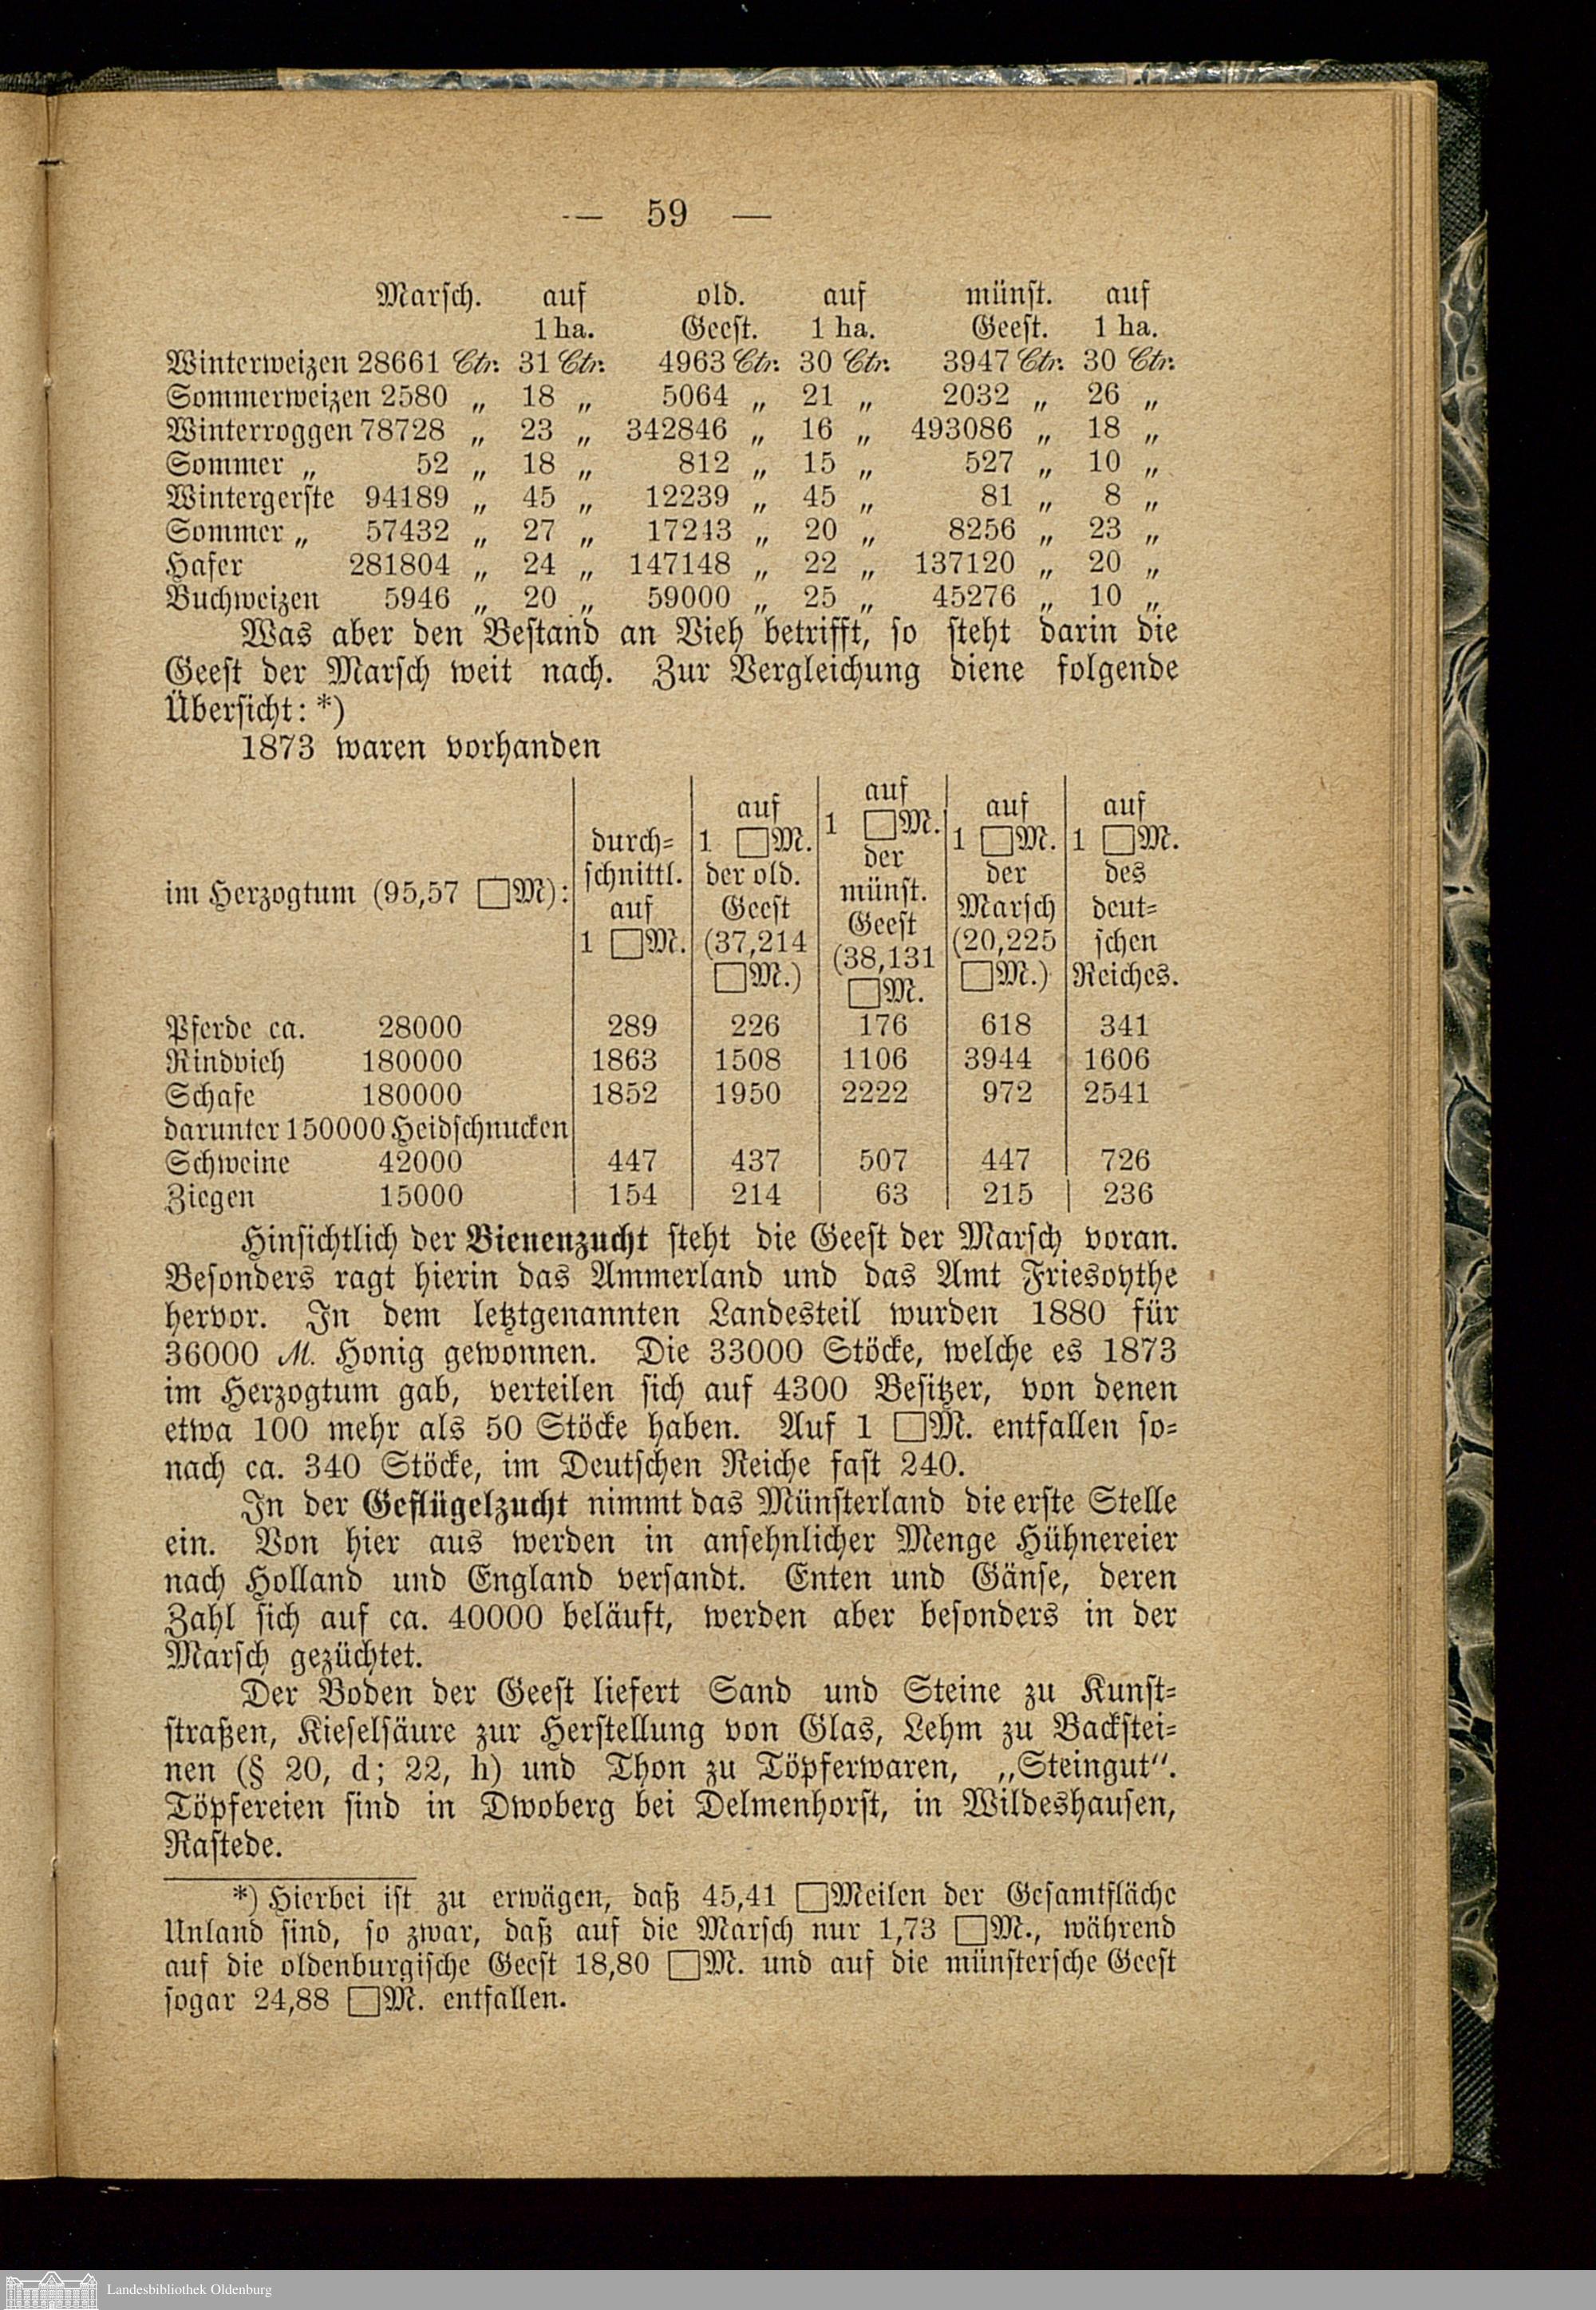 — 59 —
Marsch. auf old. auf münst. auf
1 ha. Geest. 1 ha. Geest. 1 ha.
Winterweizen 28661 Ctr. 31 Ctr. 4963 Ctr. 30 Ctr. 3947 Ctr. 30 Ctr.
Sommerweizen 2580 „ 18 „ 5064 „ 21 „ 2032 „ 26 „
Winterroggen 78728 „ 23 „ 342846 „ 16 „ 493086 „ 18 „
Sommer „ 52 „ 18 „ 812 „ 15 „ 527 „ 10 „
Wintergerste 94189 „ 45 „ 12239 „ 45 „ 81 „ 8 „
Sommer „ 57432 „ 27 „ 17243 „ 20 „ 8256 „ 23 „
Hafer 281804 „ 24 „ 147148 „ 22 „ 137120 „ 20 „
Buchweizen 5946 „ 20 „ 59000 „ 25 „ 45276 „ 10 „
Was aber den Bestand an Vieh betrifft, so steht darin die
Geest der Marsch weit nach. Zur Vergleichung diene folgende
Übersicht: *)
1873 waren vorhanden
im Herzogtum (95,57 □M):
durch-
schnittl.
auf
1 □M.
auf
1 □M.
der old.
Geest
(37,214
□M.)
auf
1 □M.
der
münst.
Geest
(38,131
□M.
auf
1 □M.
der
Marsch
(20,225
□M.)
auf
1 □M.
des
deut-
schen
Reiches.
Pferde ca. 28000 289 226 176 618 341
Rindvieh 180000 1863 1508 1106 3944 1606
Schafe 180000 1852 1950 2222 972 2541
darunter 150000 Heidschnucken
Schweine 42000 447 437 507 447 726
Ziegen 15000 154 214 63 215 236
Hinsichtlich der Bienenzucht steht die Geest der Marsch voran.
Besonders ragt hierin das Ammerland und das Amt Friesoythe
hervor. In dem letztgenannten Landesteil wurden 1880 für
36000 M. Honig gewonnen. Die 33000 Stöcke, welche es 1873
im Herzogtum gab, verteilen sich auf 4300 Besitzer, von denen
etwa 100 mehr als 50 Stöcke haben. Auf 1 □M. entfallen so-
nach ca. 340 Stöcke, im Deutschen Reiche fast 240.
In der Geflügelzucht nimmt das Münsterland die erste Stelle
ein. Von hier aus werden in ansehnlicher Menge Hühnereier
nach Holland und England versandt. Enten und Gänse, deren
Zahl sich auf ca. 40000 beläuft, werden aber besonders in der
Marsch gezüchtet.
Der Boden der Geest liefert Sand und Steine zu Kunst-
straßen, Kieselsäure zur Herstellung von Glas, Lehm zu Backstei-
nen (§ 20, d; 22, h) und Thon zu Töpferwaren, „Steingut“.
Töpfereien sind in Dwoberg bei Delmenhorst, in Wildeshausen,
Rastede.
*) Hierbei ist zu erwägen, daß 45,41 □Meilen der Gesamtfläche
Unland sind, so zwar, daß auf die Marsch nur 1,73 □M., während
auf die oldenburgische Geest 18,80 □M. und auf die münstersche Geest
sogar 24,88 □M. entfallen.
Landesbibliothek Oldenburg